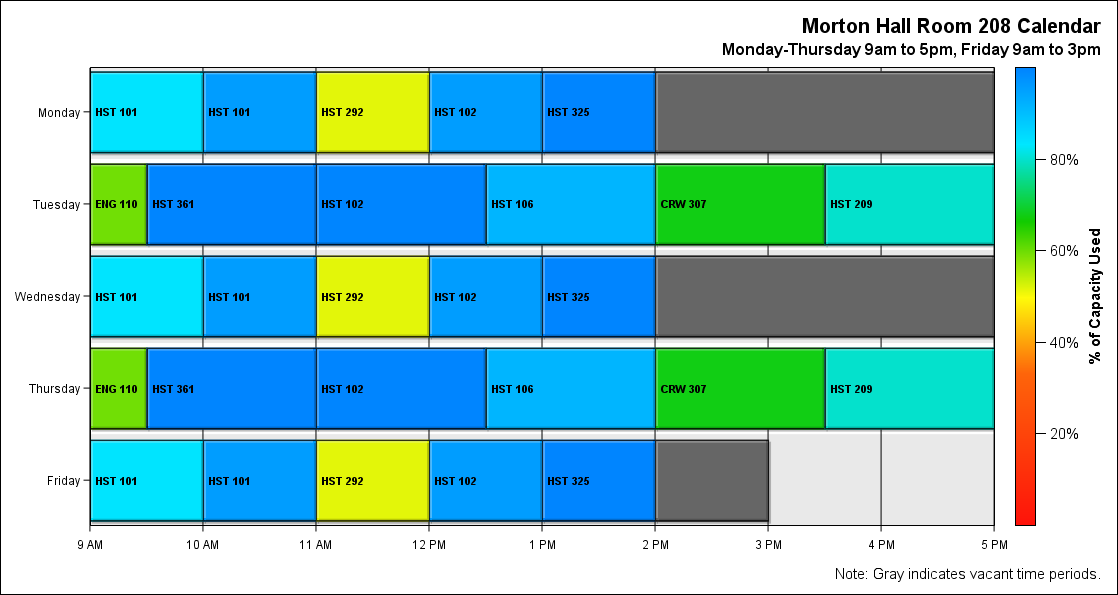 Morton Hall Room 208 Calendar
Monday-Thursday 9am to 5pm, Friday 9am to 3pm
Monday HST 101 HST 101 HST 292 HST 102 HST 325
Tuesday ENG 110 HST 361 HST 102 HST 106 CRW 307 HST 209
Wednesday HST 101 HST 101 HST 292 HST 102 HST 325
Thursday ENG 110 HST 361 HST 102 HST 106 CRW 307 HST 209
Friday HST 101 HST 101 HST 292 HST 102 HST 325
9 AM 10 AM 11 AM 12 PM 1 PM 2 PM 3 PM 4 PM 5 PM
80%
60%
40%
20%
% of Capacity Used
Note: Gray indicates vacant time periods.